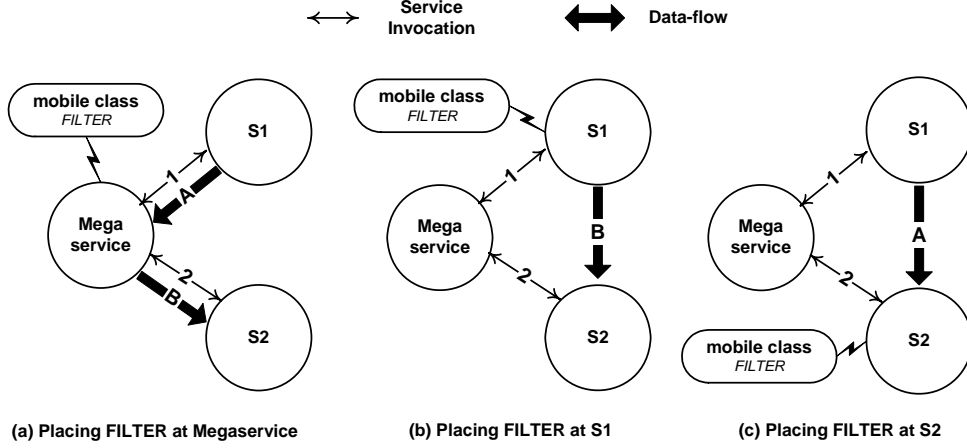 Service
Invocation
Data-flow
mobile class
FILTER
S1
1
A
Mega
service
2
B
S2
(a) Placing FILTER at Megaservice
mobile class
FILTER
S1
1
B
Mega
service
2
S2
(b) Placing FILTER at S1
S1
1
A
Mega
service
2
S2
mobile class
FILTER
(c) Placing FILTER at S2